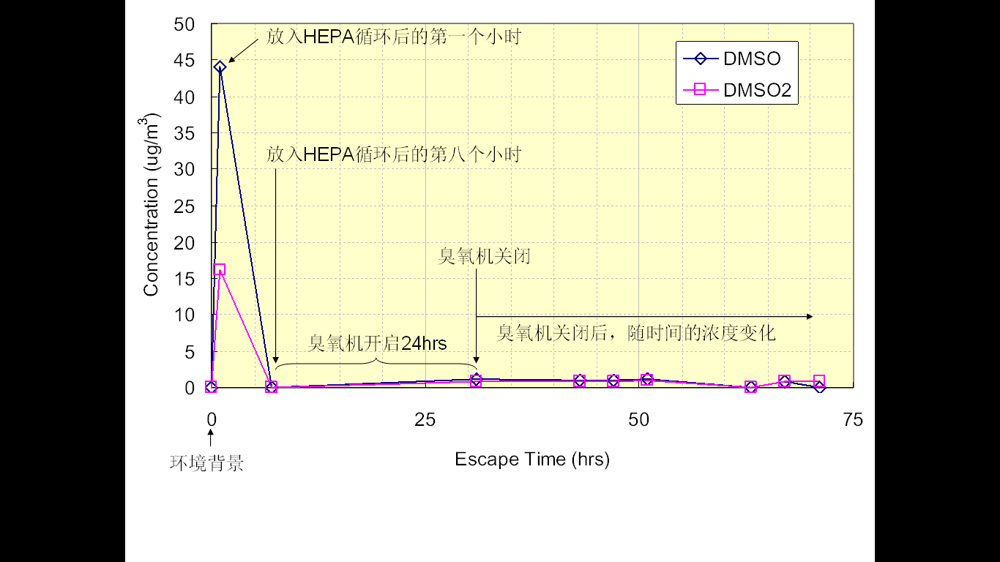 50
放入HEPA循环后的第一个小时
45
DMSO
DMSO2
40
35
放入HEPA循环后的第八个小时
30
25
20
臭氧机关闭
15
10
臭氧机关闭后，随时间的浓度变化
臭氧机开启24hrs
5
0
Concentration (ug/m³)
0
25
50
75
环境背景
Escape Time (hrs)